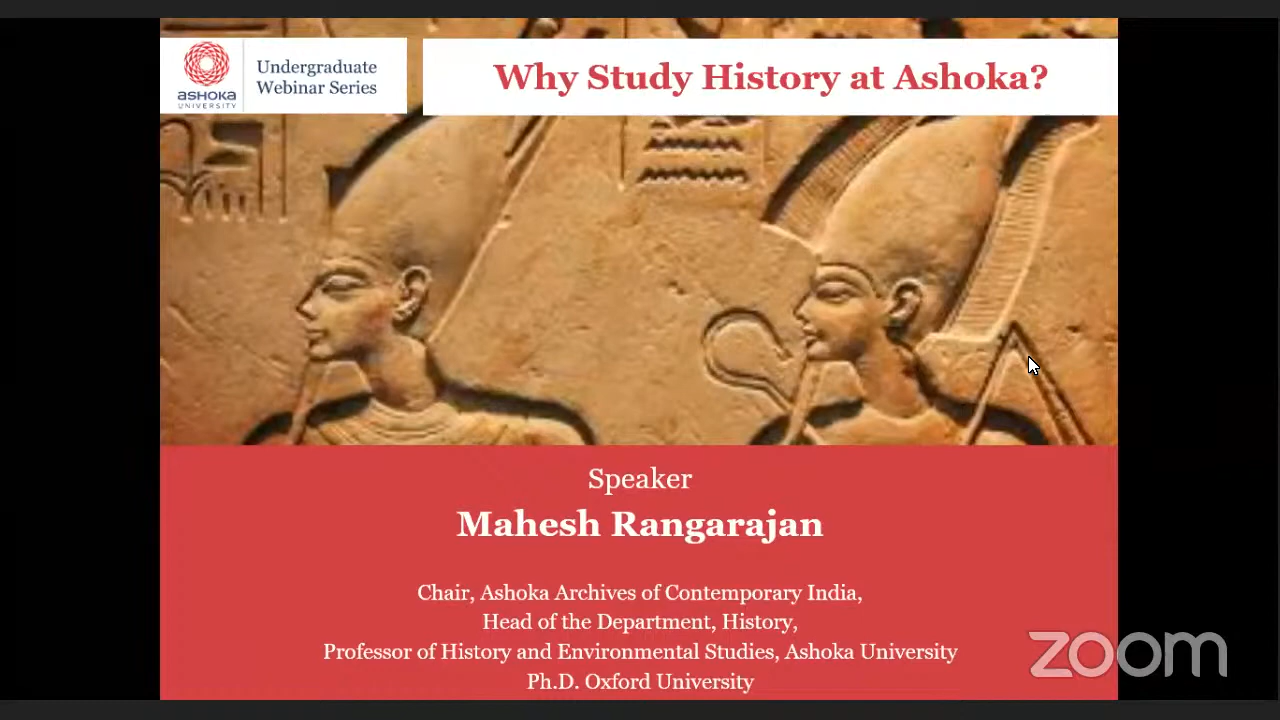 ASHOKA
UNIVERSITY
Undergraduate
Webinar Series
Why Study History at Ashoka?
Speaker
Mahesh Rangarajan
Chair, Ashoka Archives of Contemporary India,
Head of the Department, History,
Professor of History and Environmental Studies, Ashoka University
Ph.D. Oxford University
zoom